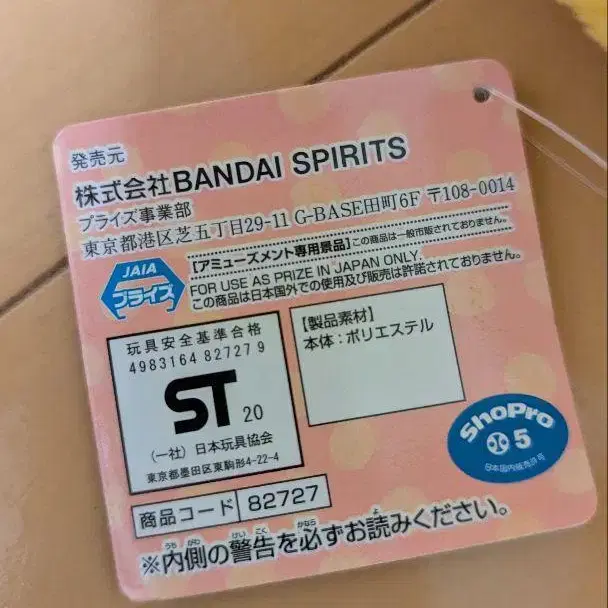 発売元
株式会社BANDAI SPIRITS
プライズ事業部
東京都港区芝五丁目29-11 G-BASE田町6F 〒108-0014
JAIA
プライズ
[アミューズメント専用景品]この商品は一般市販されておりません。
FOR USE AS PRIZE IN JAPAN ONLY.
この商品は日本国外での使用及び販売は許諾されておりません。
玩具安全基準合格
4983164 827279
ST 20
(一社) 日本玩具協会
東京都墨田区東駒形4-22-4
【製品素材】
本体:ポリエステル
ShoPro
小 5
日本国内販売許可
商品コード 82727
※内側の警告を必ずお読みください。